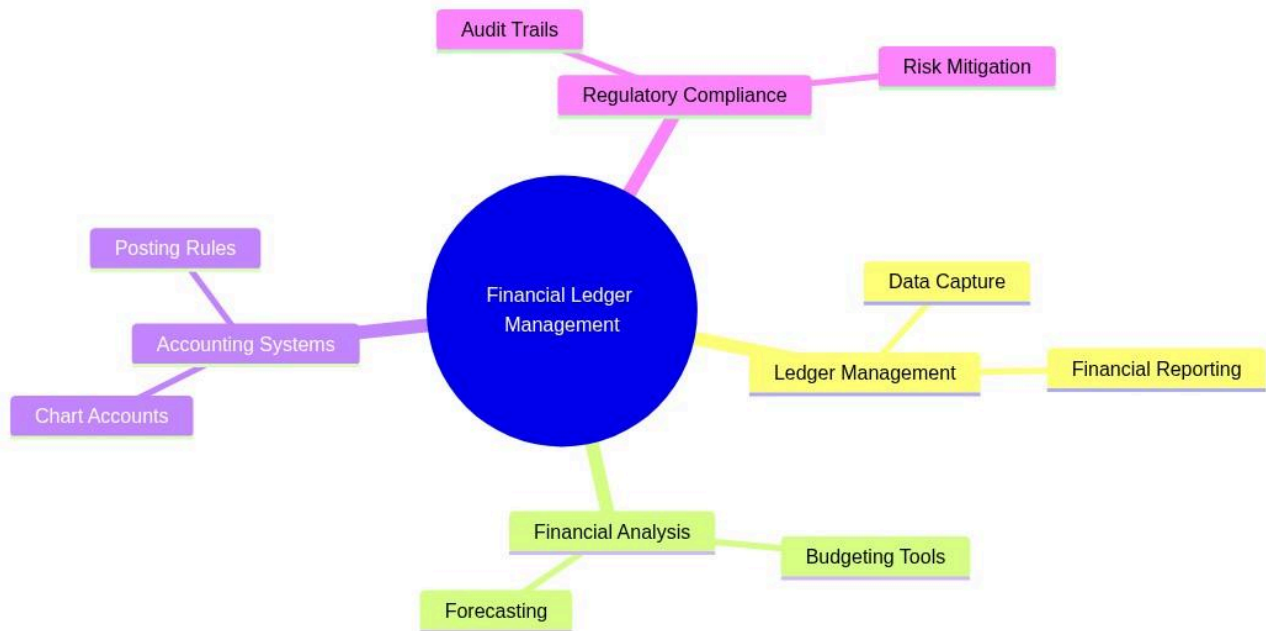 Audit Trails
Risk Mitigation
Regulatory Compliance
Posting Rules
Data Capture
Financial Ledger
Management
Accounting Systems
Ledger Management
Financial Reporting
Chart Accounts
Financial Analysis
Budgeting Tools
Forecasting